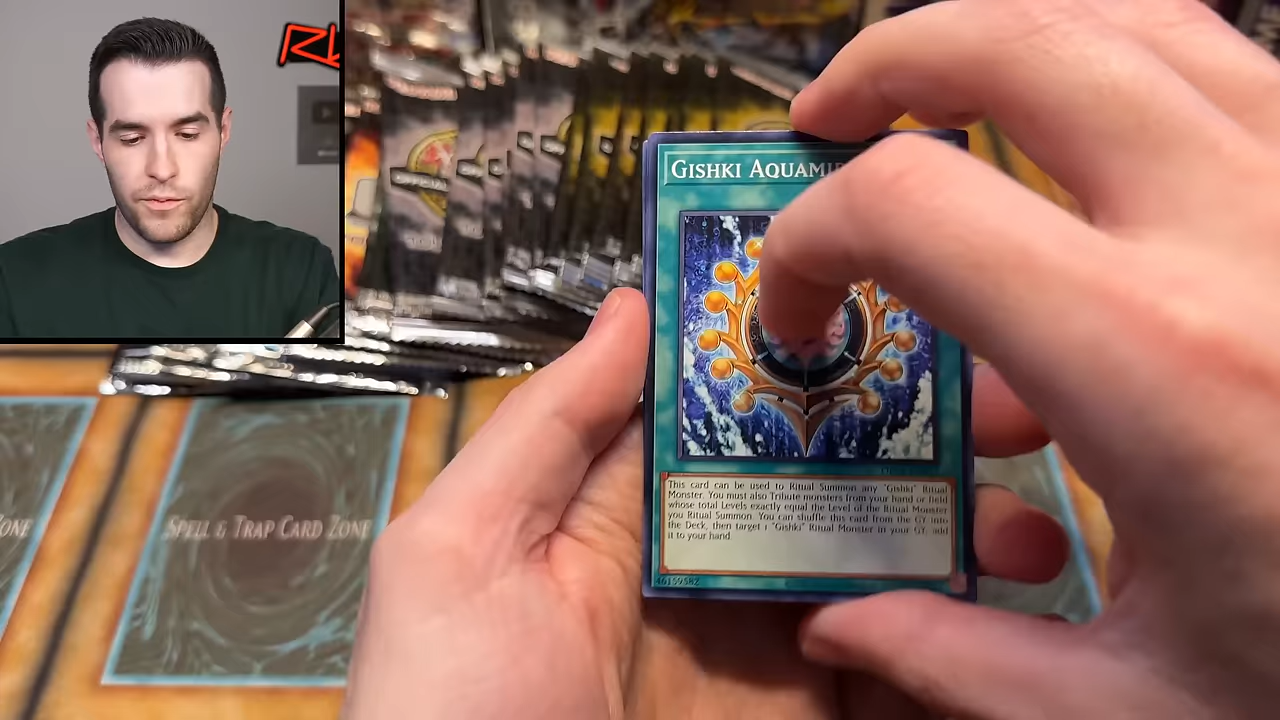 RU
GISHKI AQUAMI
OFFICIAL
This card can be used to Ritual Summon any "Gishki" Ritual
Monster. You must also Tribute monsters from your hand or field
whose total Levels exactly equal the Level of the Ritual Monster
you Ritual Summon. You can shuffle this card from the GY into
the Deck, then target 1 "Gishki" Ritual Monster in your GY; add
it to your hand.
46159582
ZONE
SPELL & TRAP CARD ZONE